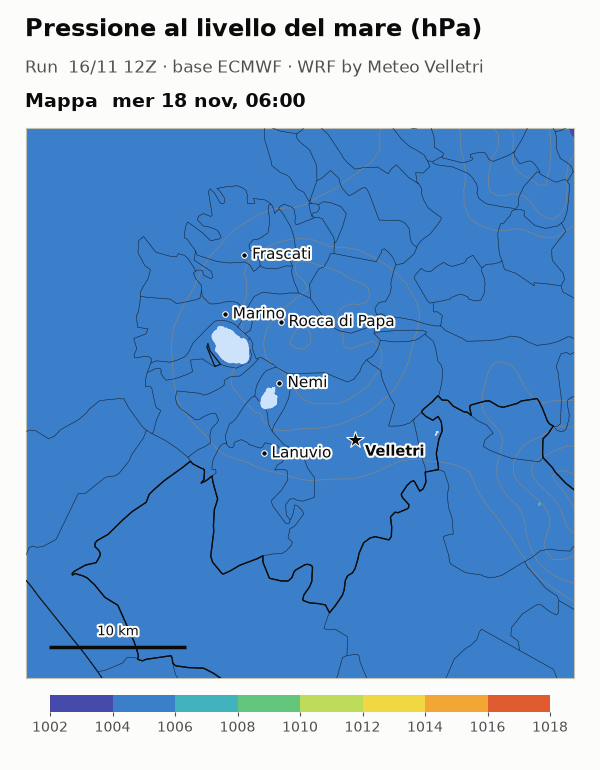 Pressione al livello del mare (hPa)
Run  16/11 12Z · base ECMWF · WRF by Meteo Velletri
Mappa  mer 18 nov, 06:00
Frascati
Marino
Rocca di Papa
Nemi
Velletri
Lanuvio
10 km
1002 1004 1006 1008 1010 1012 1014 1016 1018